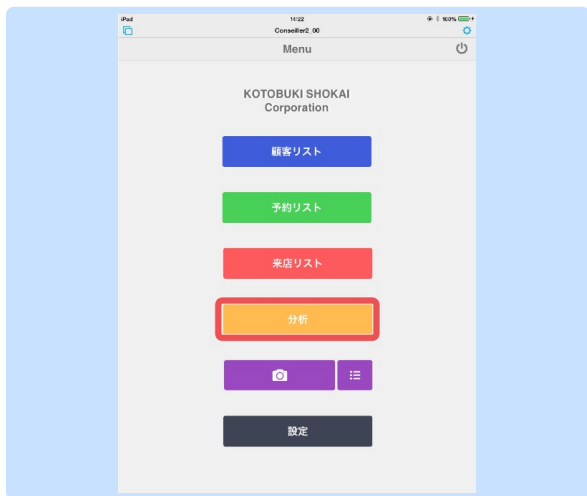 iPad
14:22
100%
Conseiller2_00
Menu
KOTOBUKI SHOKAI
Corporation
顧客リスト
予約リスト
来店リスト
分析
設定